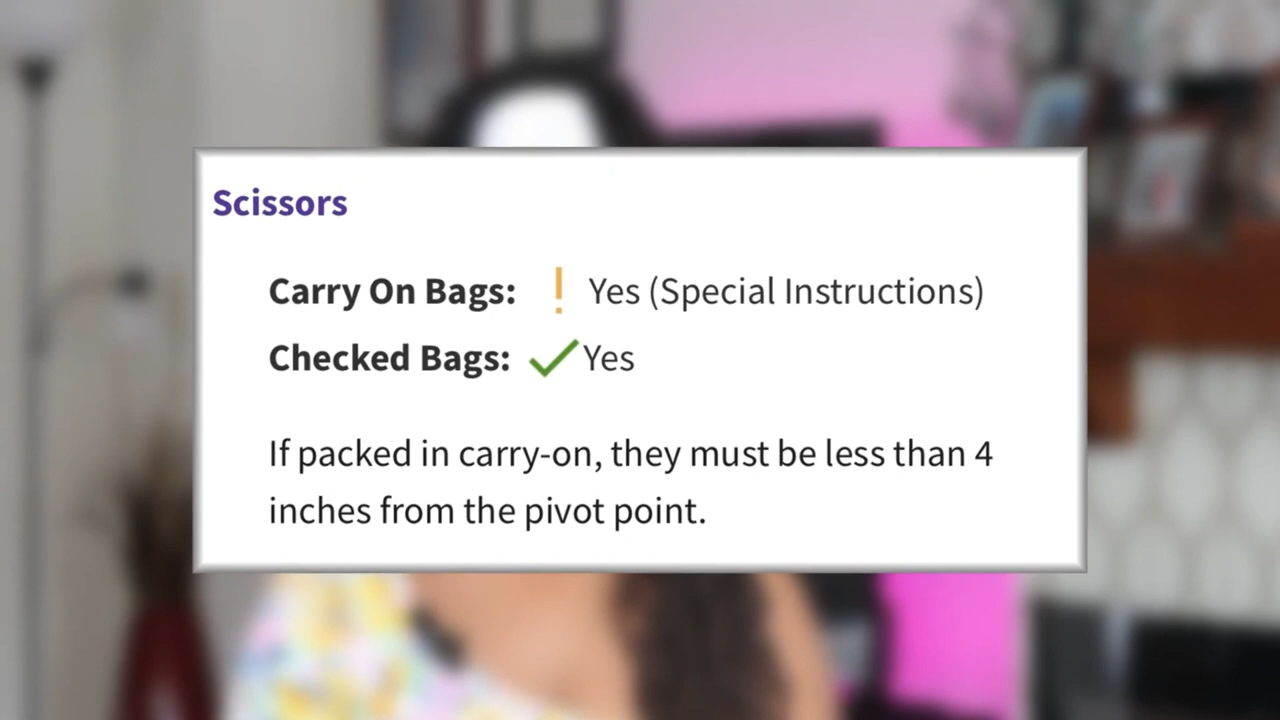 Scissors
Carry On Bags: Yes (Special Instructions)
Checked Bags: Yes
If packed in carry-on, they must be less than 4
inches from the pivot point.